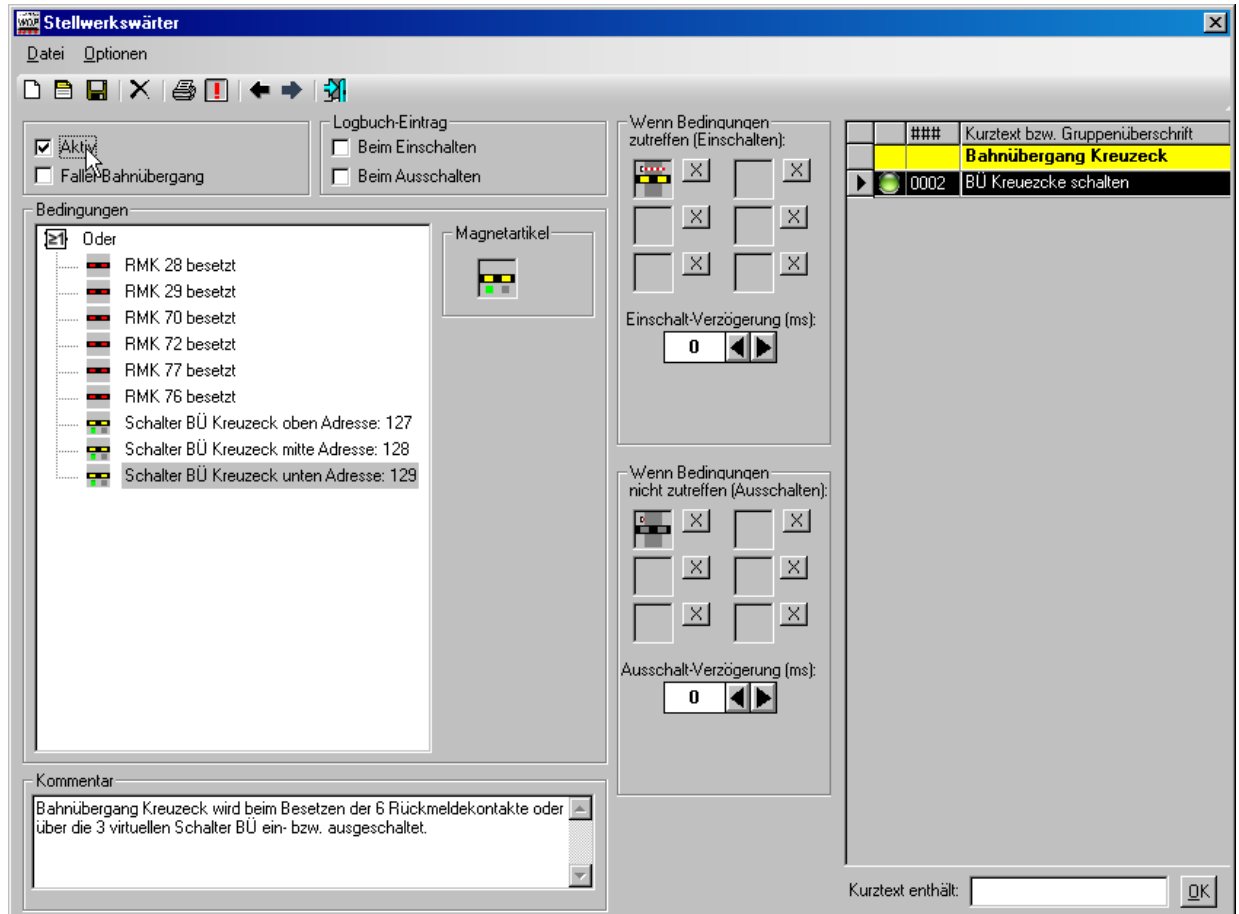 Stellwerkswärter
Datei Optionen
Aktiv
Faller-Bahnübergang
Logbuch-Eintrag
Beim Einschalten
Beim Ausschalten
Bedingungen
≥1 Oder
RMK 28 besetzt
RMK 29 besetzt
RMK 70 besetzt
RMK 72 besetzt
RMK 77 besetzt
RMK 76 besetzt
Schalter BÜ Kreuzeck oben Adresse: 127
Schalter BÜ Kreuzeck mitte Adresse: 128
Schalter BÜ Kreuzeck unten Adresse: 129
Magnetartikel
Kommentar
Bahnübergang Kreuzeck wird beim Besetzen der 6 Rückmeldekontakte oder
über die 3 virtuellen Schalter BÜ ein- bzw. ausgeschaltet.
Wenn Bedingungen
zutreffen (Einschalten):
X X
X X
X X
Einschalt-Verzögerung (ms):
0
Wenn Bedingungen
nicht zutreffen (Ausschalten):
X X
X X
X X
Ausschalt-Verzögerung (ms):
0
### Kurztext bzw. Gruppenüberschrift
Bahnübergang Kreuzeck
0002 BÜ Kreuezcke schalten
Kurztext enthält: OK